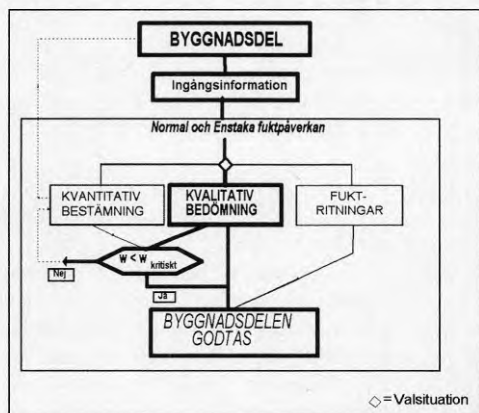 BYGGNADSDEL
Ingångsinformation
Normal och Enstaka fuktpåverkan
KVANTITATIV
BESTÄMNING
KVALITATIV
BEDÖMNING
FUKT-
RITNINGAR
W < W kritiskt
Nej
Ja
BYGGNADSDELEN
GODTAS
◇ = Valsituation